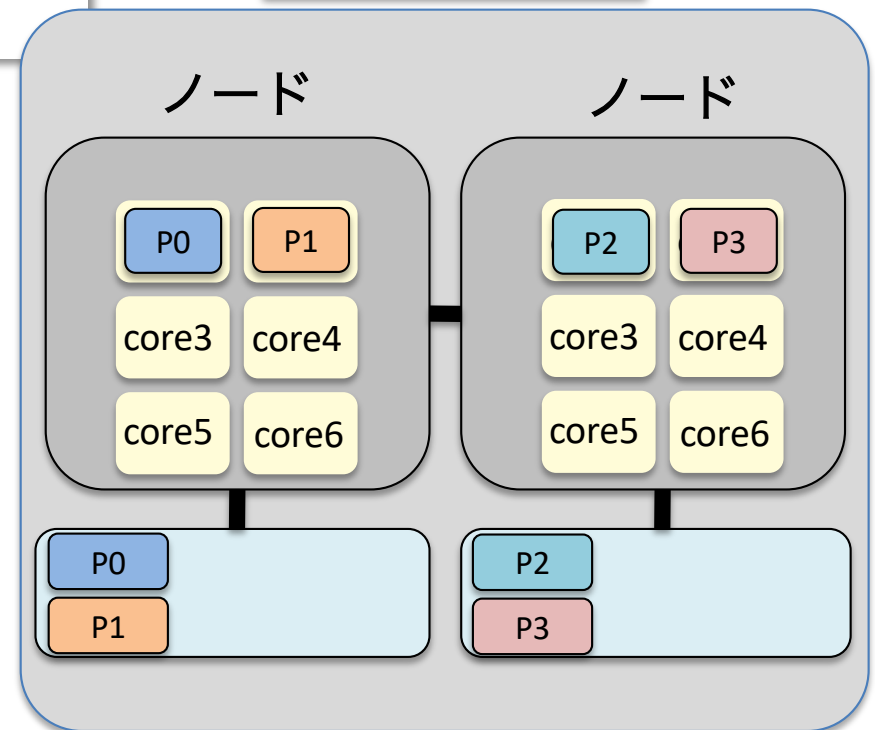 ノード
P0 P1
core3 core4
core5 core6
P0
P1
ノード
P2 P3
core3 core4
core5 core6
P2
P3